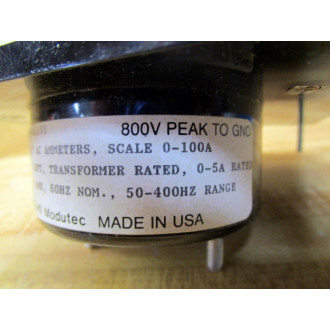 800V PEAK TO GND
AC AMMETERS, SCALE 0-100A
TRANSFORMER RATED, 0-5A RATED
60HZ NOM., 50-400HZ RANGE
Modutec MADE IN USA